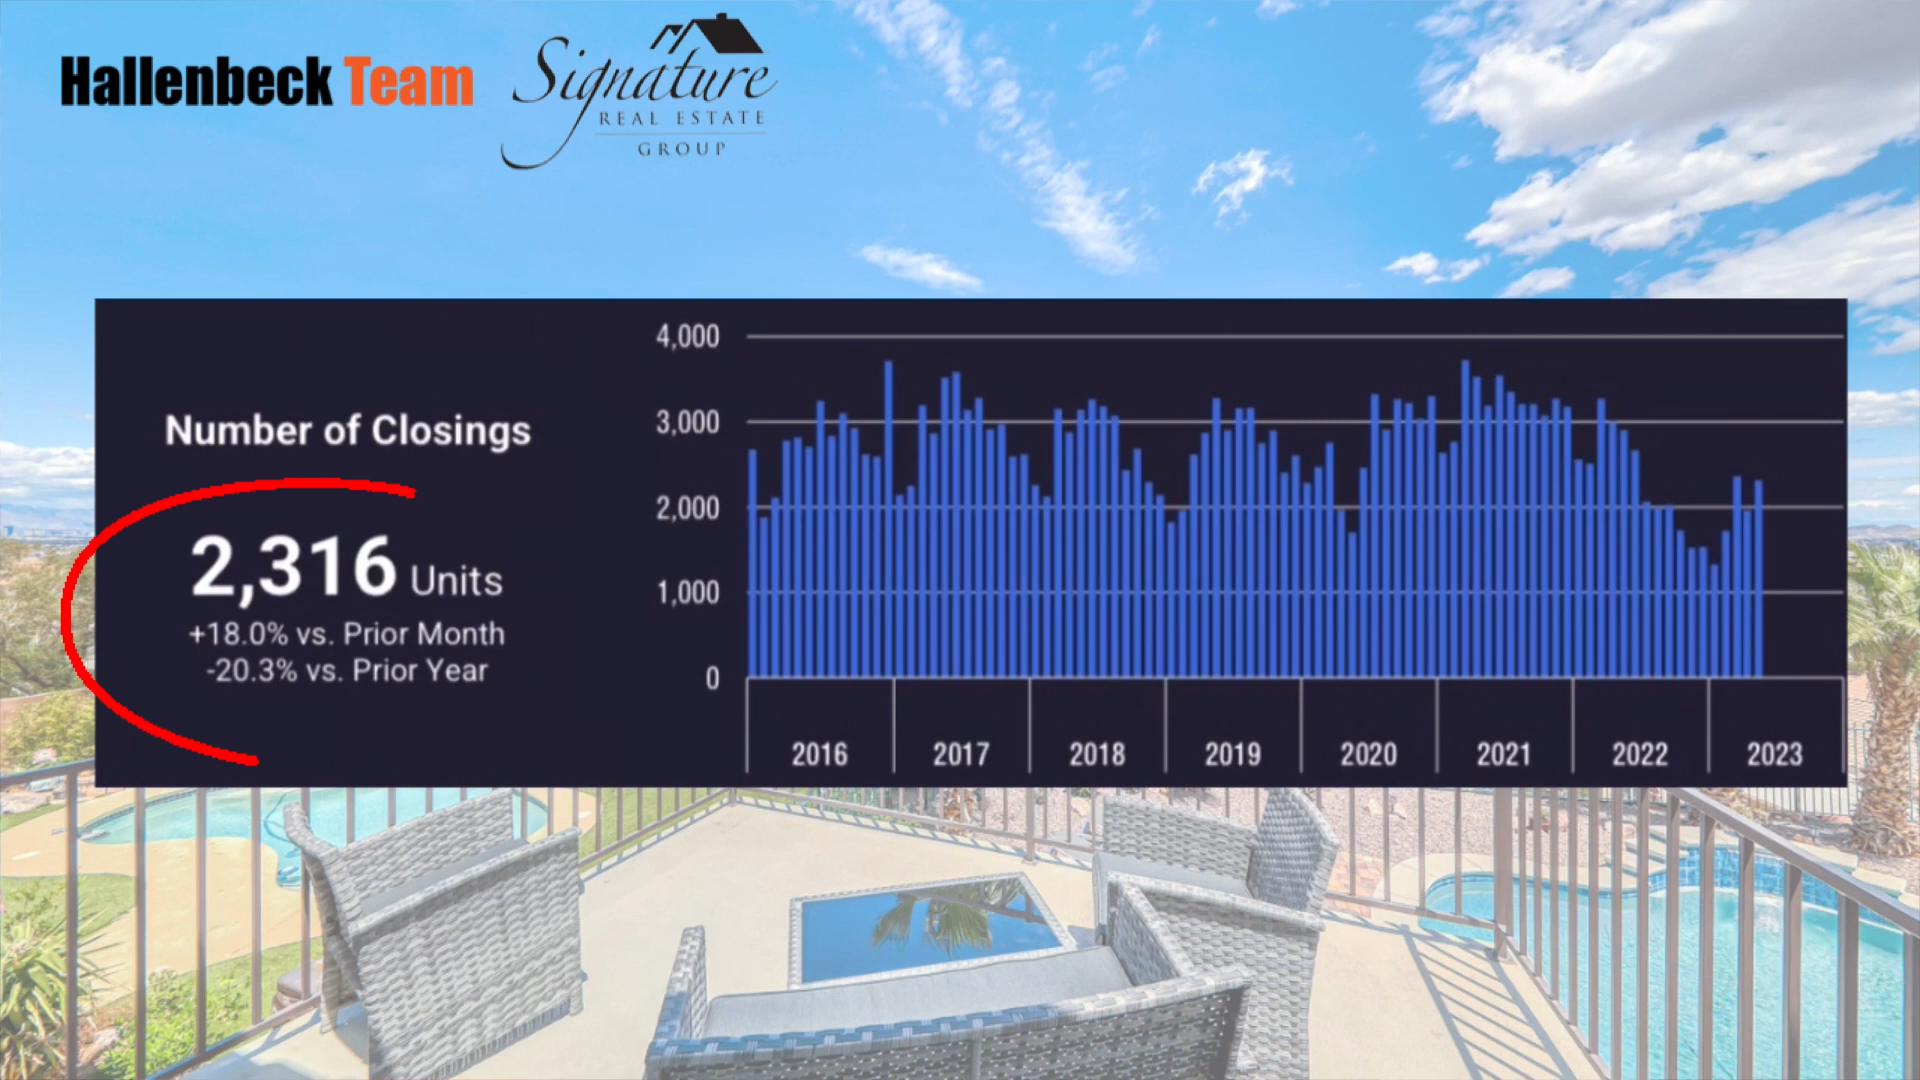 Hallenbeck Team
Signature
REAL ESTATE
GROUP
Number of Closings
2,316 Units
+18.0% vs. Prior Month
-20.3% vs. Prior Year
4,000
3,000
2,000
1,000
0
2016 2017 2018 2019 2020 2021 2022 2023